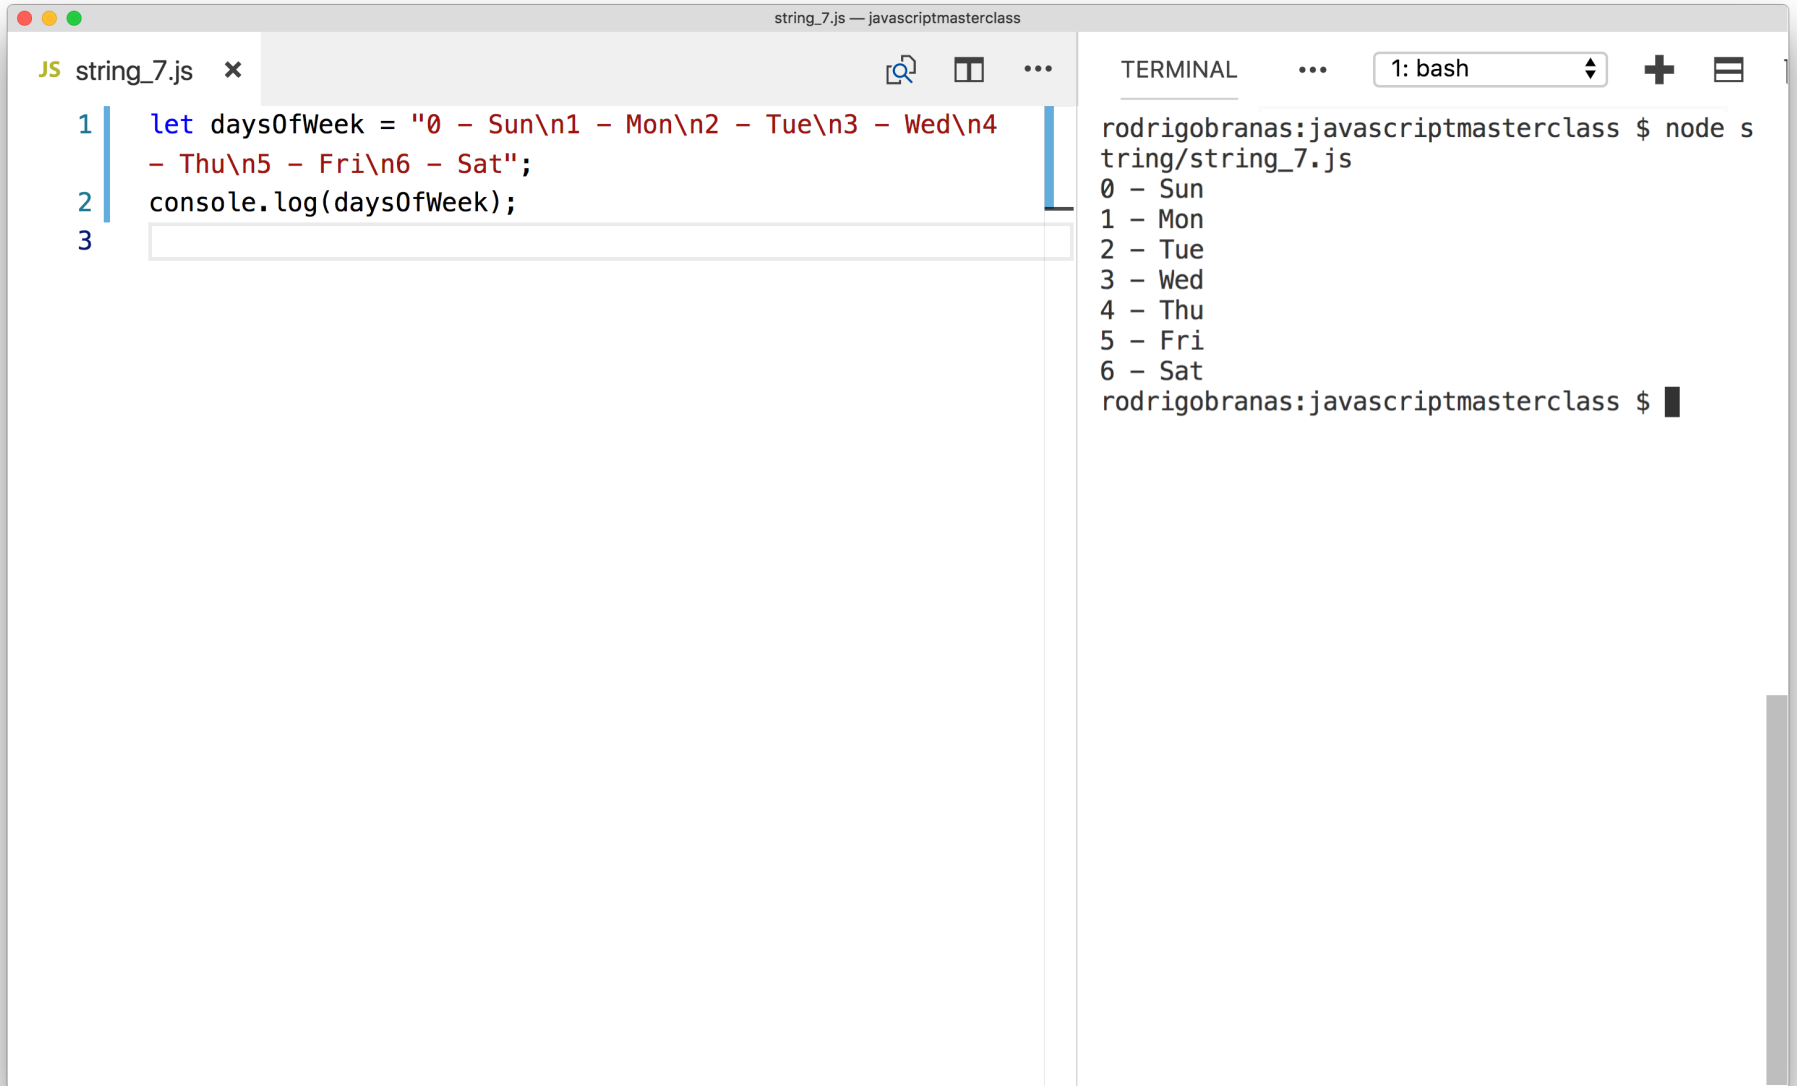 string_7.js — javascriptmasterclass
JS string_7.js
1 let daysOfWeek = "0 - Sun\n1 - Mon\n2 - Tue\n3 - Wed\n4
- Thu\n5 - Fri\n6 - Sat";
2 console.log(daysOfWeek);
3
TERMINAL
1: bash
rodrigobranas:javascriptmasterclass $ node s
tring/string_7.js
0 - Sun
1 - Mon
2 - Tue
3 - Wed
4 - Thu
5 - Fri
6 - Sat
rodrigobranas:javascriptmasterclass $